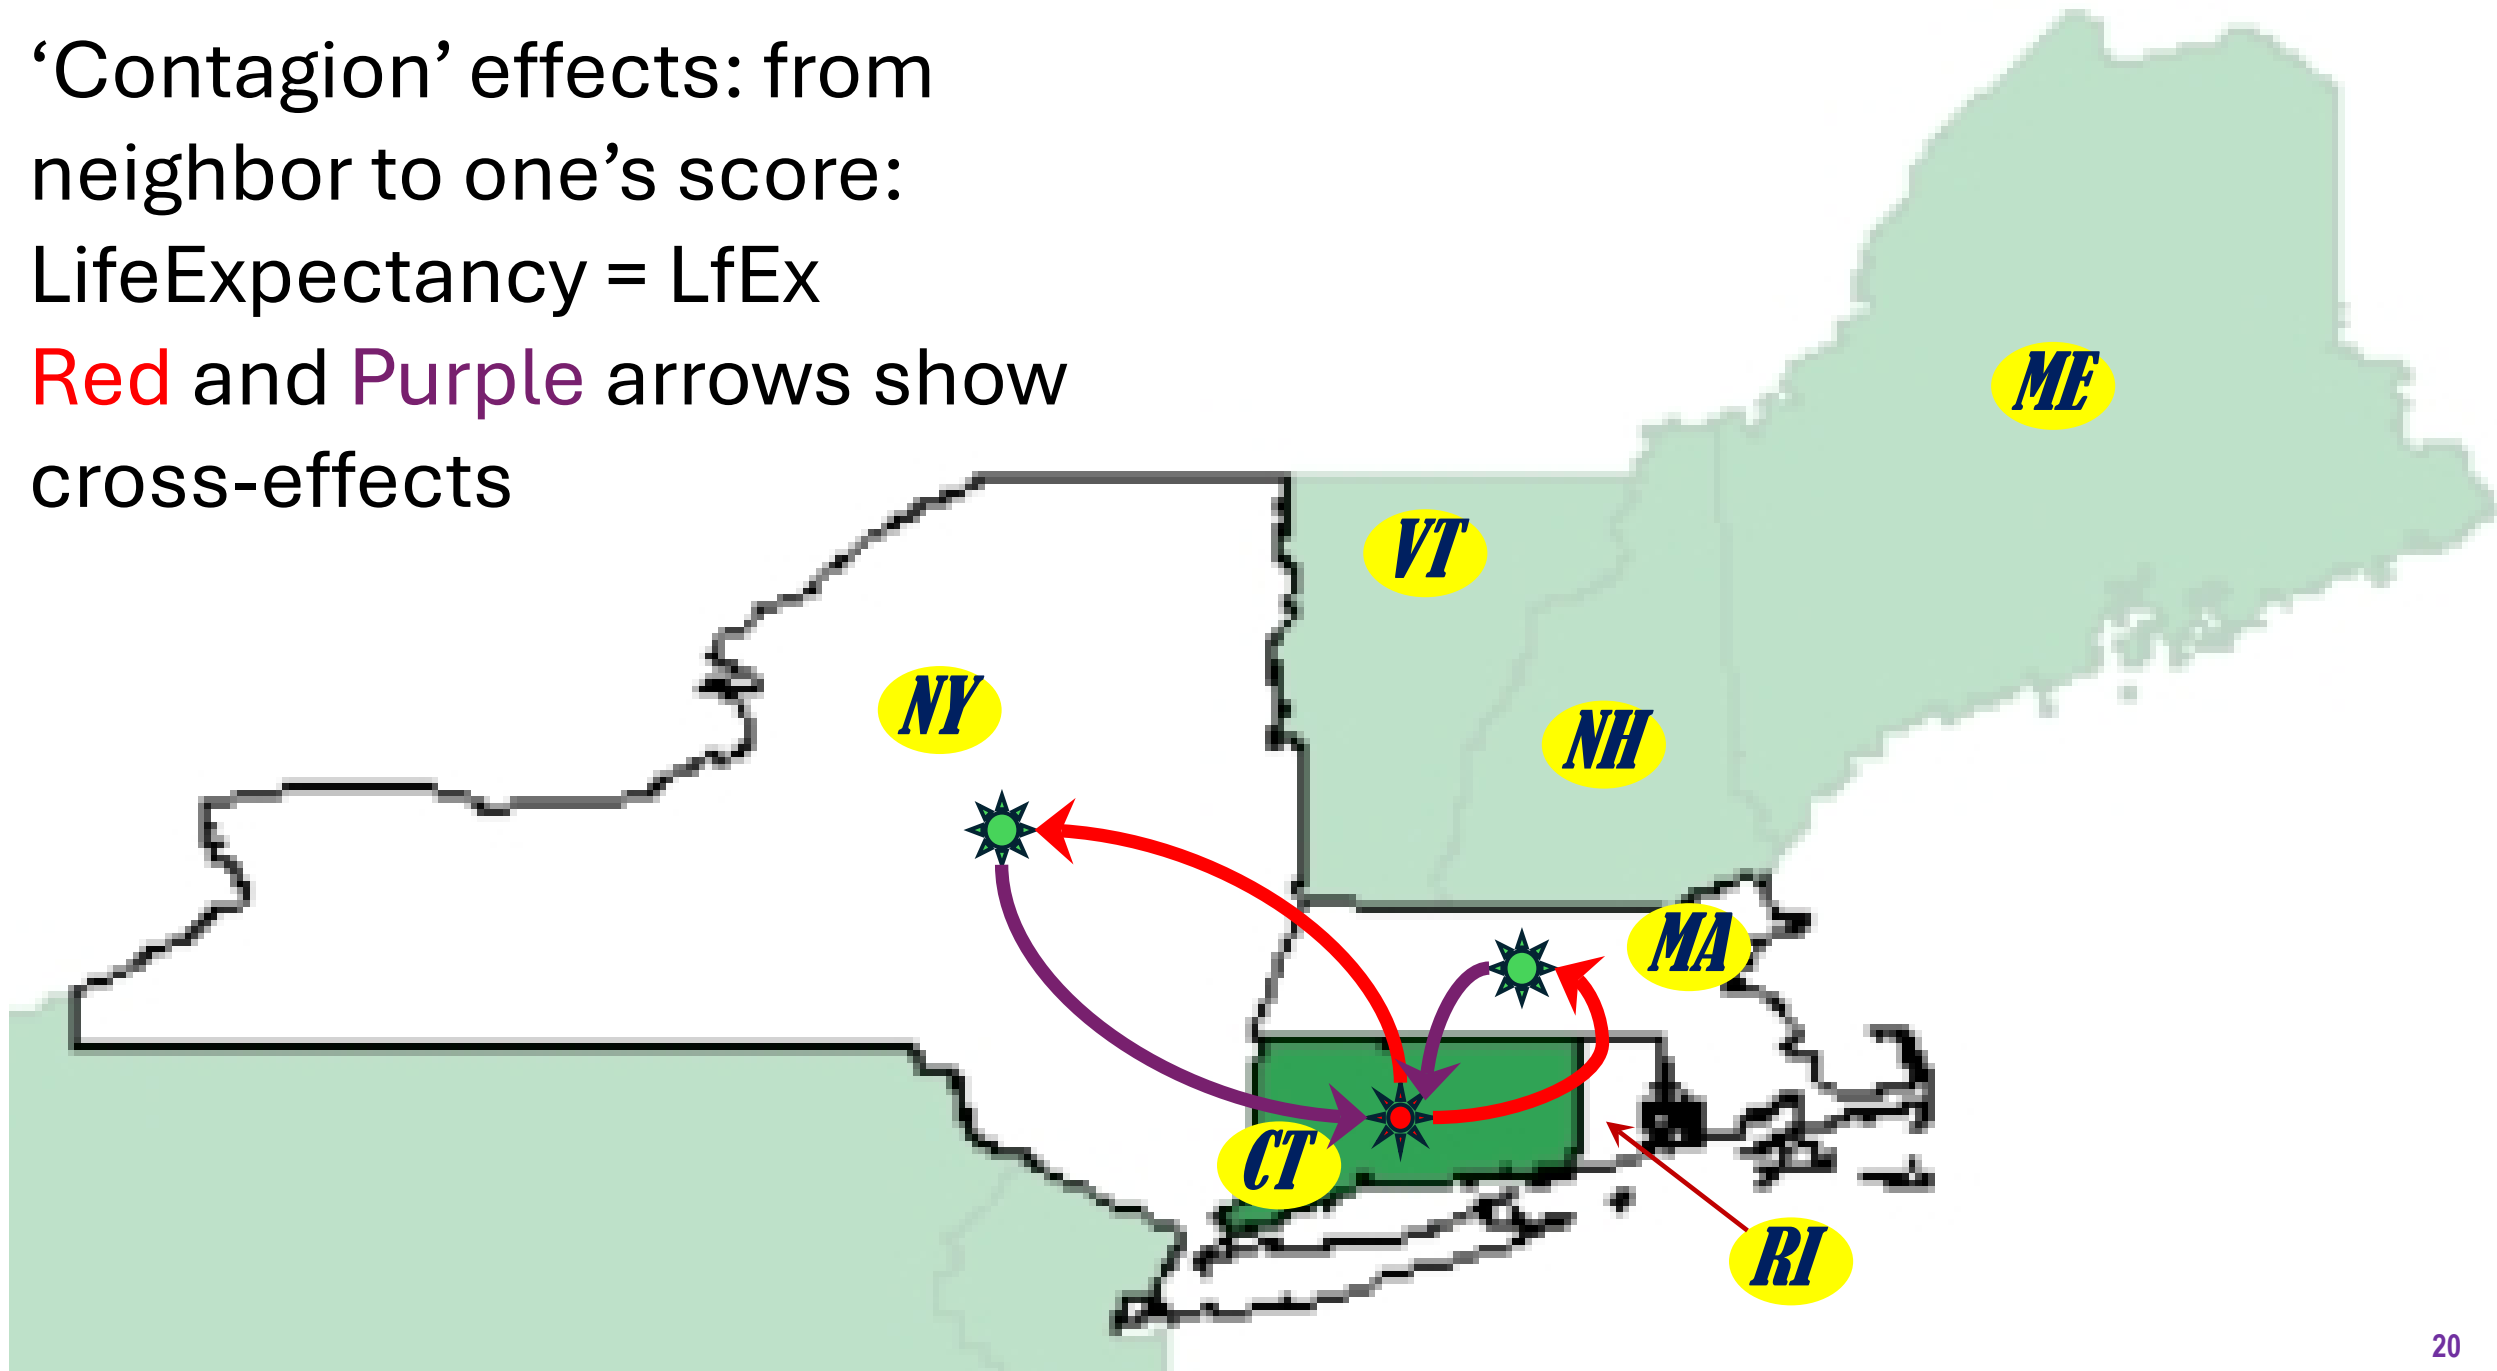 ‘Contagion’ effects: from
neighbor to one’s score:
LifeExpectancy = LfEx
Red and Purple arrows show
cross-effects
ME
VT
NY
NH
MA
CT
RI
20